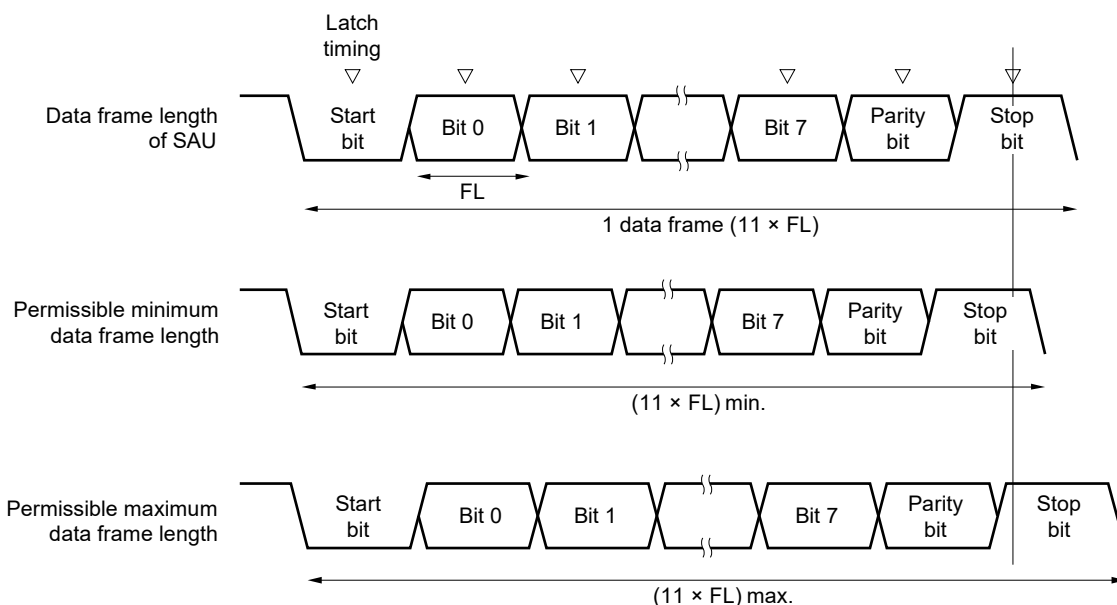 Latch
timing
Data frame length
of SAU
Start
bit
Bit 0
Bit 1
Bit 7
Parity
bit
Stop
bit
FL
1 data frame (11 × FL)
Permissible minimum
data frame length
Start
bit
Bit 0
Bit 1
Bit 7
Parity
bit
Stop
bit
(11 × FL) min.
Permissible maximum
data frame length
Start
bit
Bit 0
Bit 1
Bit 7
Parity
bit
Stop
bit
(11 × FL) max.